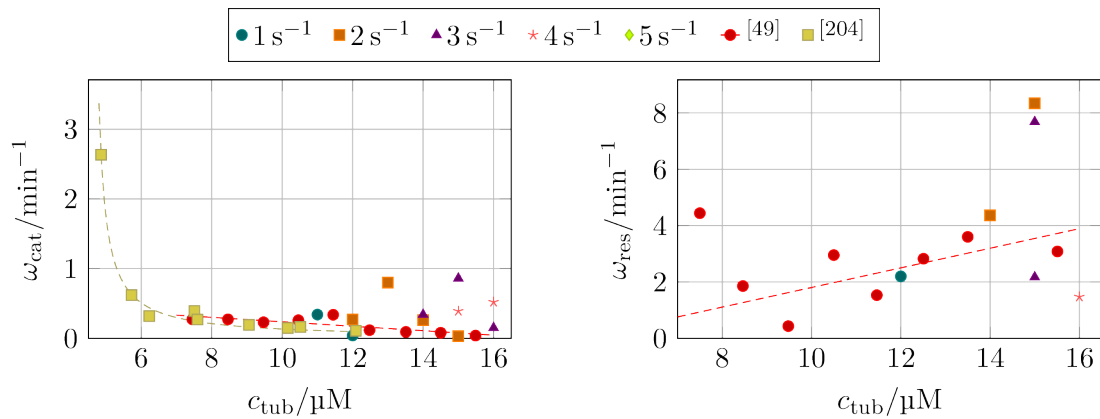 1 s⁻¹ 2 s⁻¹ 3 s⁻¹ 4 s⁻¹ 5 s⁻¹ [49] [204]
ω_cat/min⁻¹
3
2
1
0
6 8 10 12 14 16
c_tub/µM
ω_res/min⁻¹
8
6
4
2
0
8 10 12 14 16
c_tub/µM